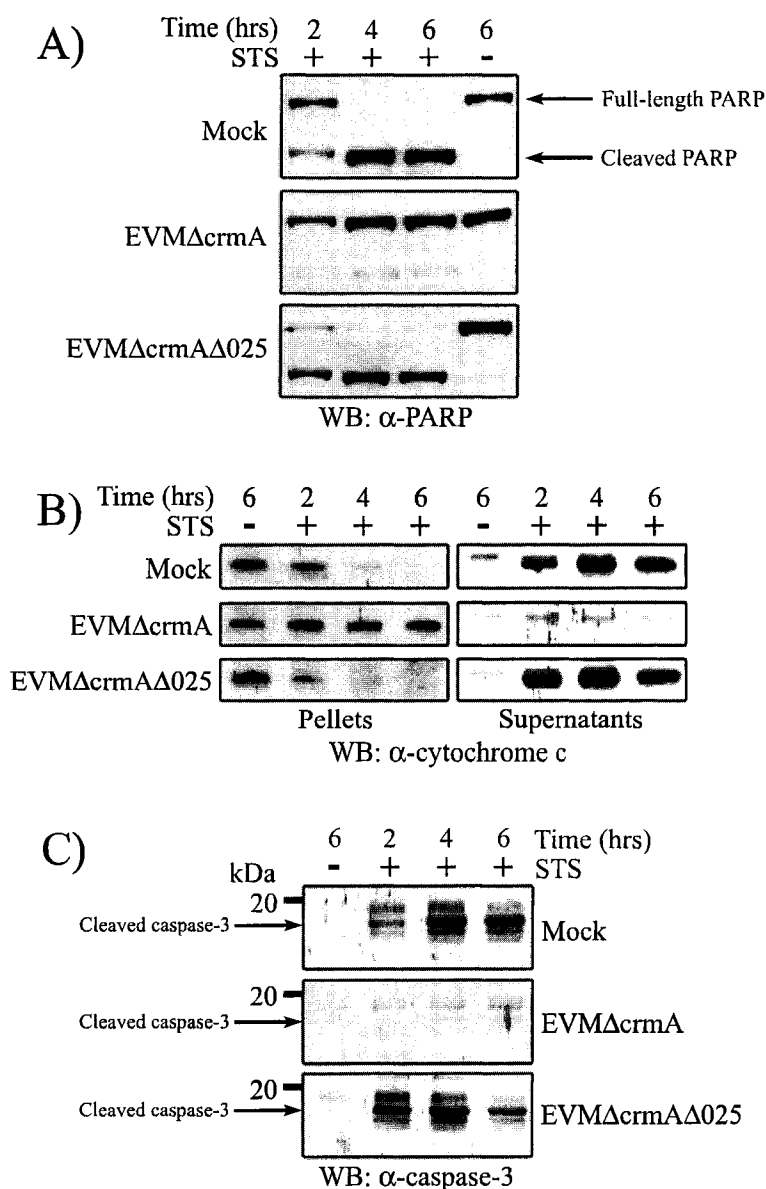 A)
Time (hrs) 2 4 6 6
STS + + + -
Mock
Full-length PARP
Cleaved PARP
EVMΔcrmA
EVMΔcrmAΔ025
WB: α-PARP
B)
Time (hrs) 6 2 4 6 6 2 4 6
STS - + + + - + + +
Mock
EVMΔcrmA
EVMΔcrmAΔ025
Pellets Supernatants
WB: α-cytochrome c
C)
6 2 4 6 Time (hrs)
- + + + STS
kDa
20
Cleaved caspase-3 Mock
20
Cleaved caspase-3 EVMΔcrmA
20
Cleaved caspase-3 EVMΔcrmAΔ025
WB: α-caspase-3